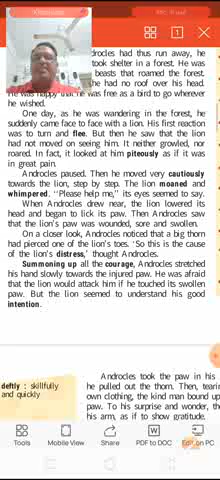 drocles had thus run away, he
took shelter in a forest. He was
beasts that roamed the forest.
he had no roof over his head.
He was happy that he was free as a bird to go wherever
he wished.
One day, as he was wandering in the forest, he
suddenly came face to face with a lion. His first reaction
was to turn and flee. But then he saw that the lion
had not moved on seeing him. It neither growled, nor
roared. In fact, it looked at him piteously as if it was
in great pain.
Androcles paused. Then he moved very cautiously
towards the lion, step by step. The lion moaned and
whimpered. “Please help me,” its eyes seemed to say.
When Androcles drew near, the lion lowered its
head and began to lick its paw. Then Androcles saw
that the lion's paw was wounded, sore and swollen.
On a closer look, Androcles noticed that a big thorn
had pierced one of the lion's toes. ‘So this is the cause
of the lion's distress,’ thought Androcles.
Summoning up all the courage, Androcles stretched
his hand slowly towards the injured paw. He was afraid
that the lion would attack him if he touched its swollen
paw. But the lion seemed to understand his good
intention.
Androcles took the paw in his
he pulled out the thorn. Then, tearin
own clothing, the kind man bound up
paw. To his surprise and wonder, the
his arm, as if to show gratitude.
deftly : skillfully
and quickly
Tools
Mobile View
Share
PDF to DOC
Edit on PC